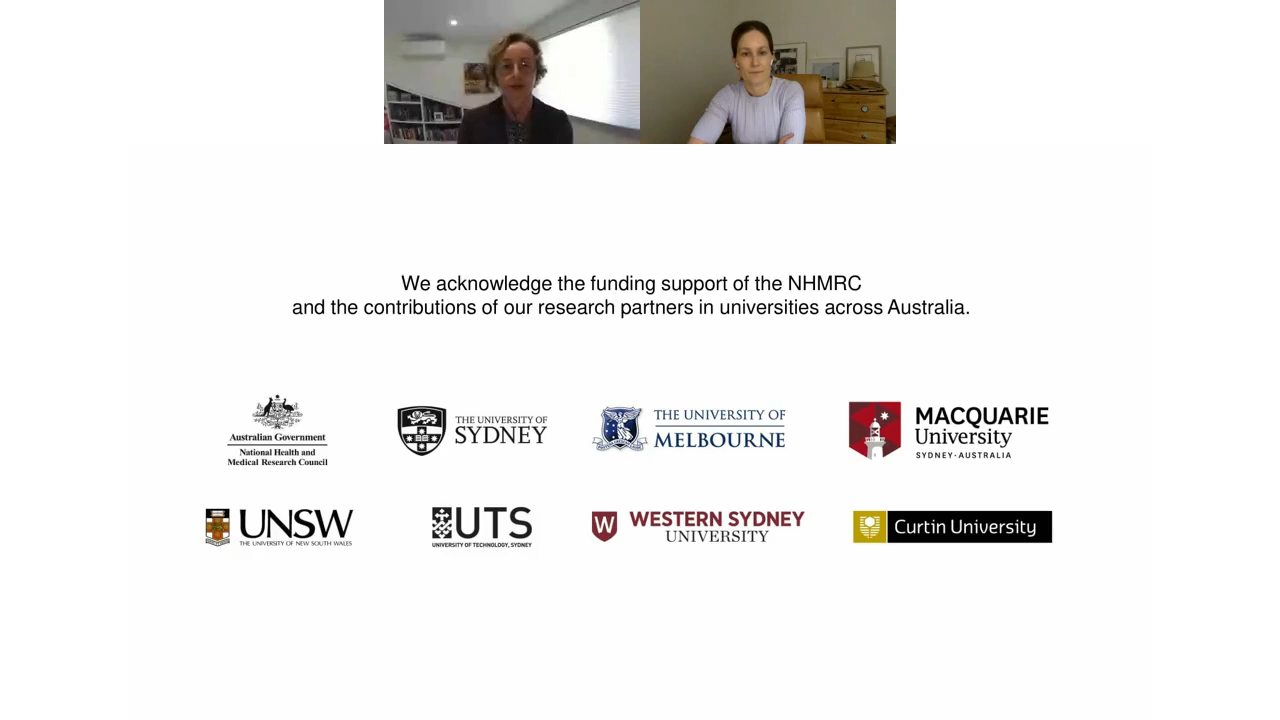 We acknowledge the funding support of the NHMRC
and the contributions of our research partners in universities across Australia.
Australian Government
National Health and
Medical Research Council
THE UNIVERSITY OF
SYDNEY
THE UNIVERSITY OF
MELBOURNE
MACQUARIE
University
SYDNEY·AUSTRALIA
UNSW
THE UNIVERSITY OF NEW SOUTH WALES
UTS
UNIVERSITY OF TECHNOLOGY, SYDNEY
W
WESTERN SYDNEY
UNIVERSITY
Curtin University